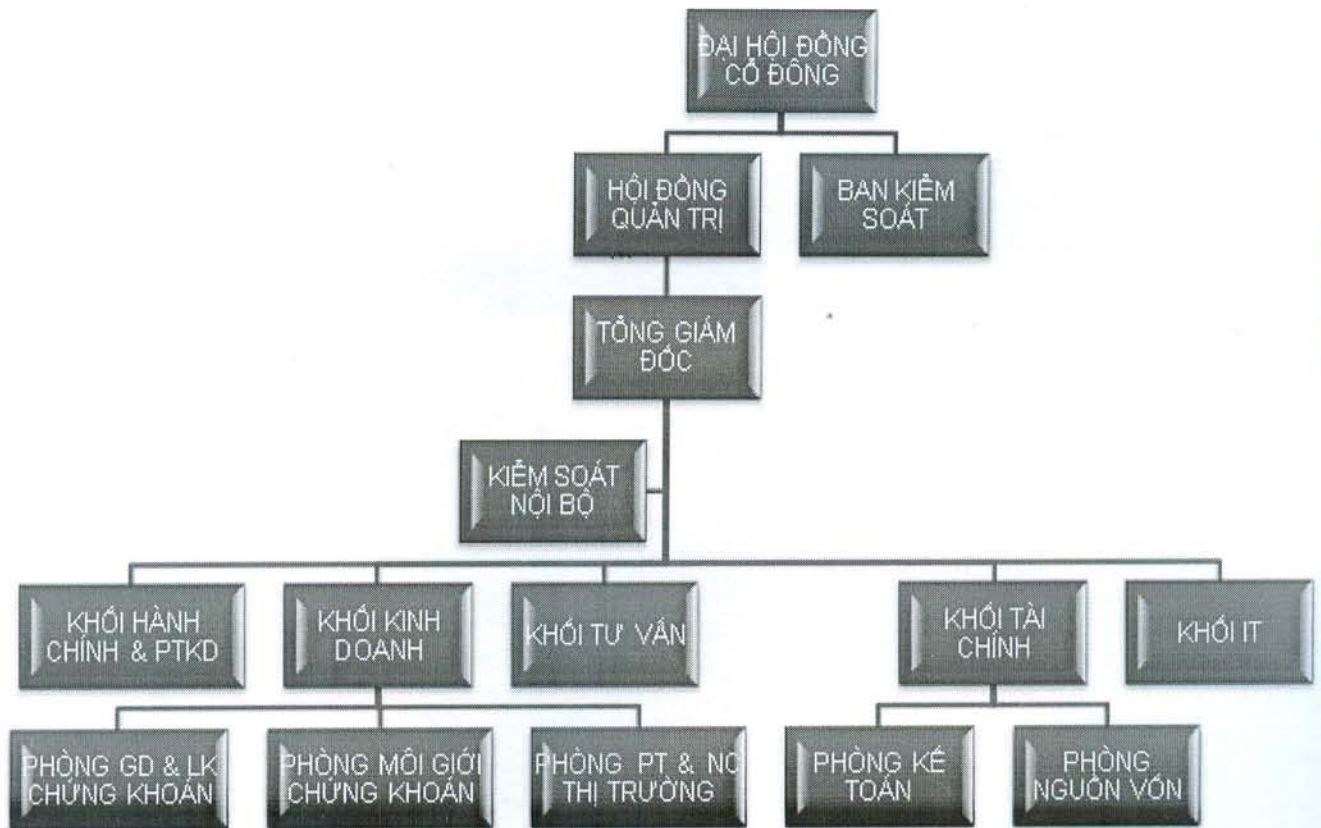 ĐẠI HỘI ĐỒNG
CỔ ĐÔNG
HỘI ĐỒNG
QUẢN TRỊ
BAN KIỂM
SOÁT
TỔNG GIÁM
ĐỐC
KIỂM SOÁT
NỘI BỘ
KHỐI HÀNH
CHÍNH & PTKD
KHỐI KINH
DOANH
KHỐI TƯ VẤN
KHỐI TÀI
CHÍNH
KHỐI IT
PHÒNG GD & LK
CHỨNG KHOÁN
PHÒNG MÔI GIỚI
CHỨNG KHOÁN
PHÒNG PT & NC
THỊ TRƯỜNG
PHÒNG KẾ
TOÁN
PHÒNG
NGUỒN VỐN